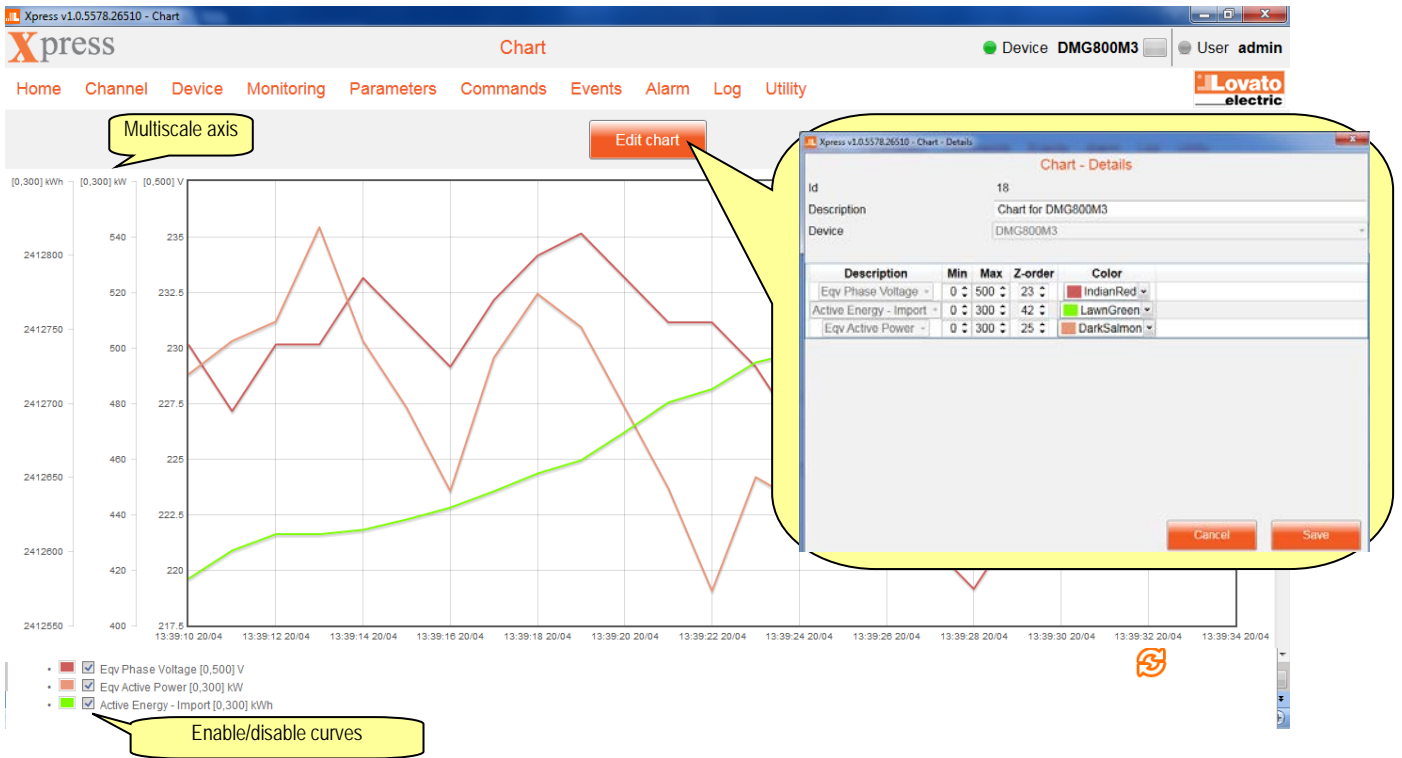 Xpress v1.0.5578.26510 - Chart
Xpress
Chart
Device DMG800M3
User admin
Home Channel Device Monitoring Parameters Commands Events Alarm Log Utility
Lovato
electric
Multiscale axis
Edit chart
[0,300] kWh [0,300] kW [0,500] V
540 235
2412800
520 232.5
2412750
500 230
2412700 480 227.5
460 225
2412650
440 222.5
2412600
420 220
2412550 400 217.5
13:39:10 20/04 13:39:12 20/04 13:39:14 20/04 13:39:16 20/04 13:39:18 20/04 13:39:20 20/04 13:39:22 20/04 13:39:24 20/04 13:39:26 20/04 13:39:28 20/04 13:39:30 20/04 13:39:32 20/04 13:39:34 20/04
Eqv Phase Voltage [0,500] V
Eqv Active Power [0,300] kW
Active Energy - Import [0,300] kWh
Enable/disable curves
Xpress v1.0.5578.26510 - Chart - Details
Chart - Details
Id 18
Description Chart for DMG800M3
Device DMG800M3
Description Min Max Z-order Color
Eqv Phase Voltage 0 500 23 IndianRed
Active Energy - Import 0 300 42 LawnGreen
Eqv Active Power 0 300 25 DarkSalmon
Cancel Save